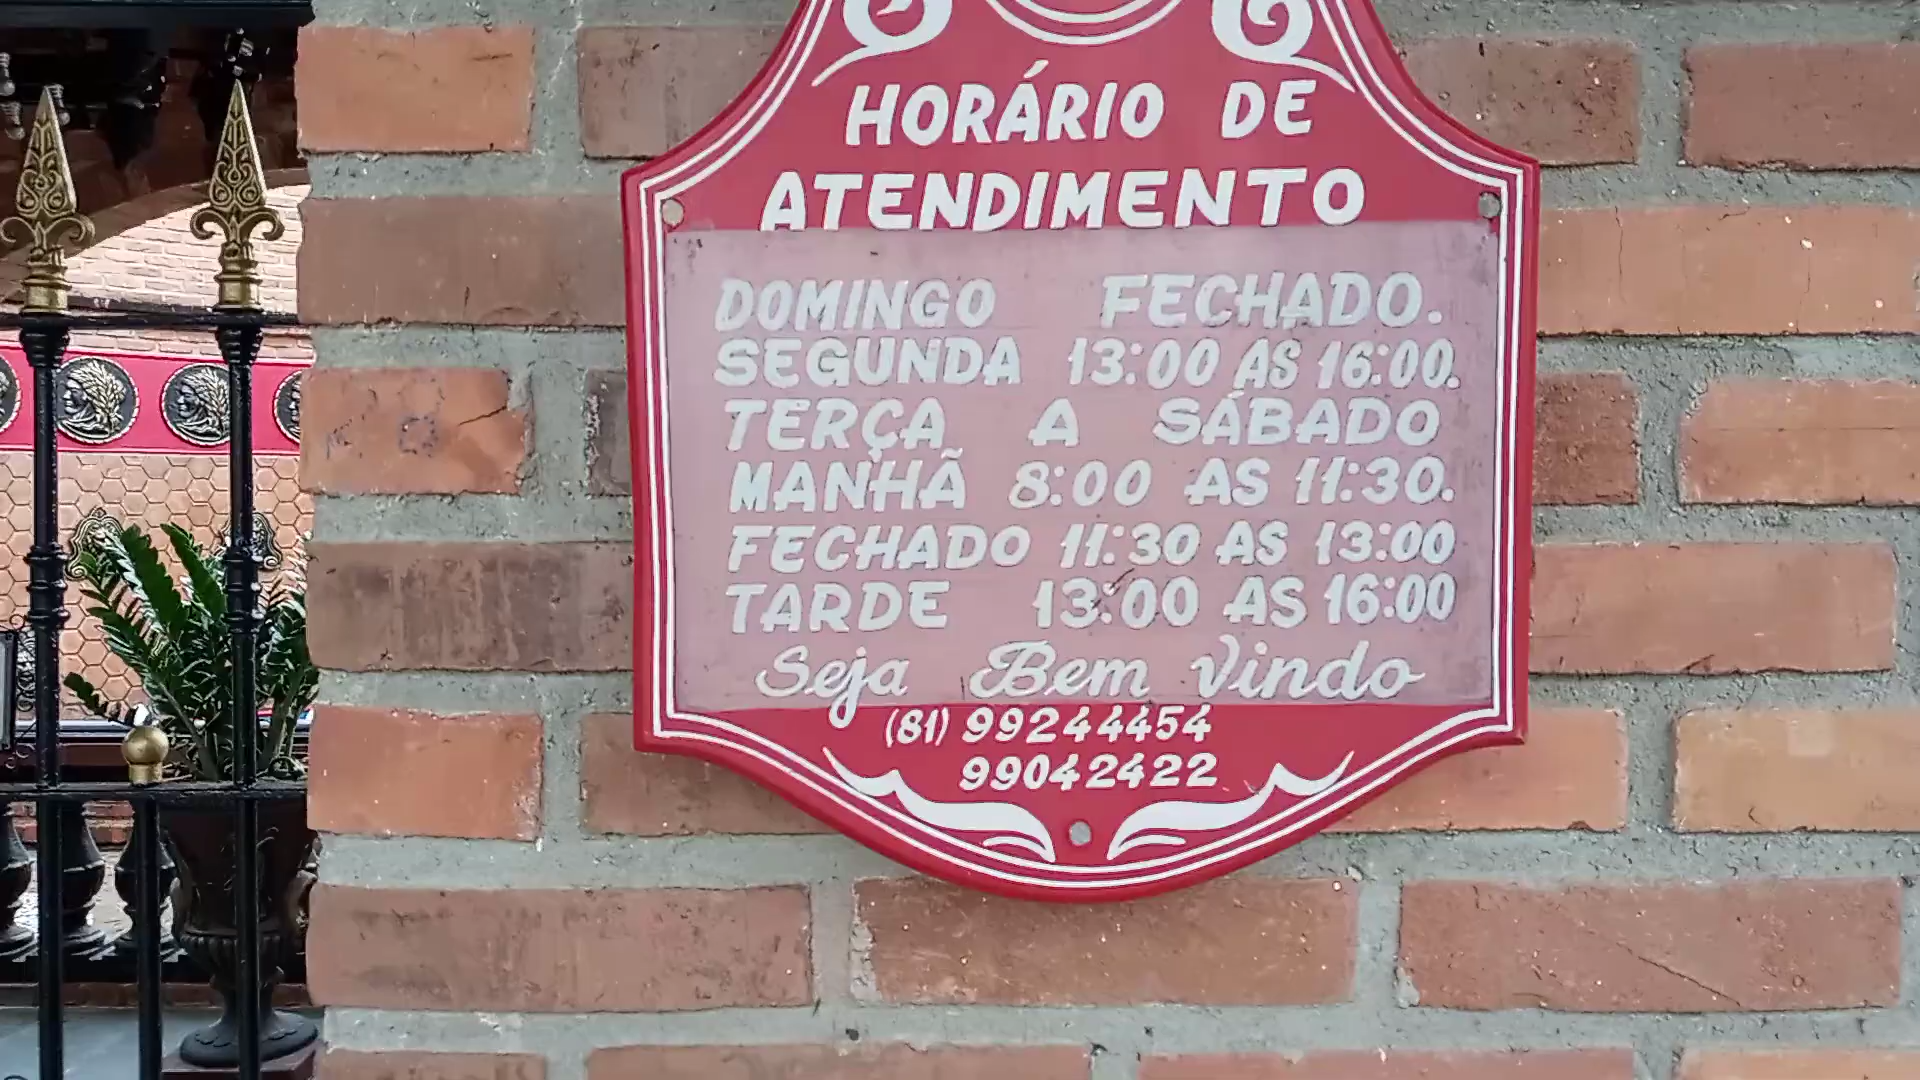 HORÁRIO DE
ATENDIMENTO
DOMINGO FECHADO.
SEGUNDA 13:00 AS 16:00.
TERÇA A SÁBADO
MANHÃ 8:00 AS 11:30.
FECHADO 11:30 AS 13:00
TARDE 13:00 AS 16:00
Seja Bem Vindo
(81) 99244454
99042422